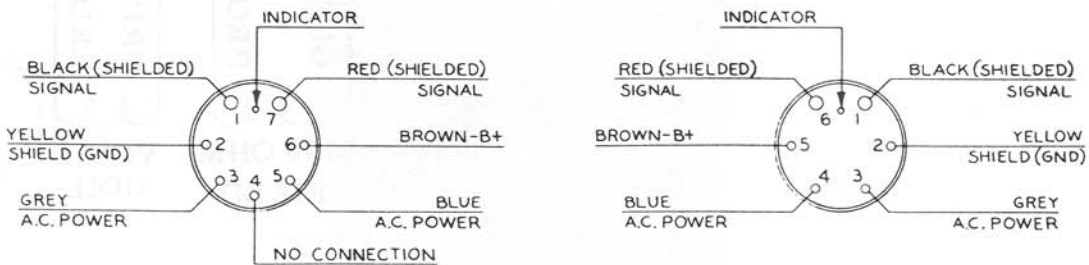 INDICATOR
BLACK (SHIELDED)
SIGNAL
RED (SHIELDED)
SIGNAL
1
7
YELLOW
SHIELD (GND)
2
6
BROWN-B+
3
4
5
GREY
A.C. POWER
BLUE
A.C. POWER
NO CONNECTION
INDICATOR
RED (SHIELDED)
SIGNAL
BLACK (SHIELDED)
SIGNAL
6
1
BROWN-B+
5
2
YELLOW
SHIELD (GND)
4
3
BLUE
A.C. POWER
GREY
A.C. POWER